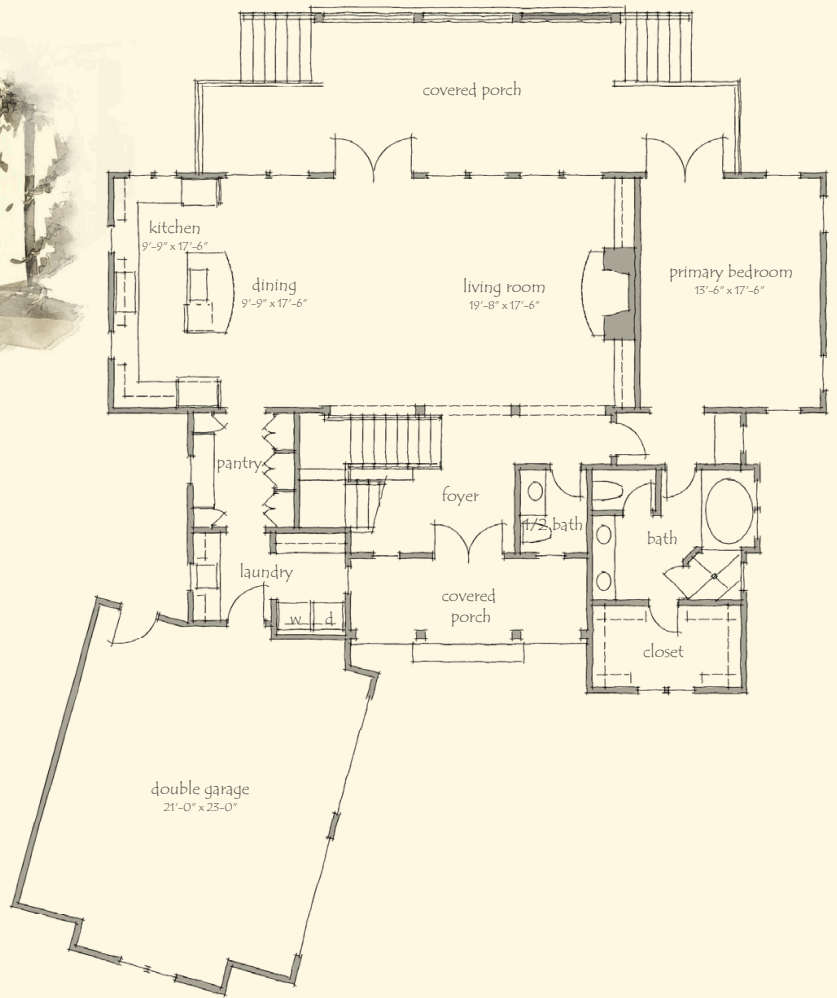 covered porch
kitchen
9'-9" x 17'-6"
dining
9'-9" x 17'-6"
living room
19'-8" x 17'-6"
primary bedroom
13'-6" x 17'-6"
pantry
foyer
1/2 bath
bath
laundry
covered
porch
w d
closet
double garage
21'-0" x 23-0"